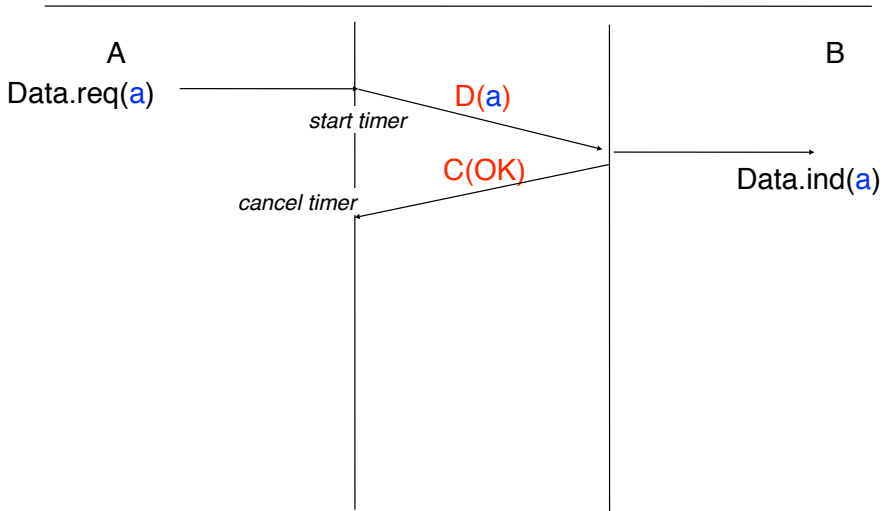 A
B
Data.req(a)
D(a)
start timer
C(OK)
Data.ind(a)
cancel timer